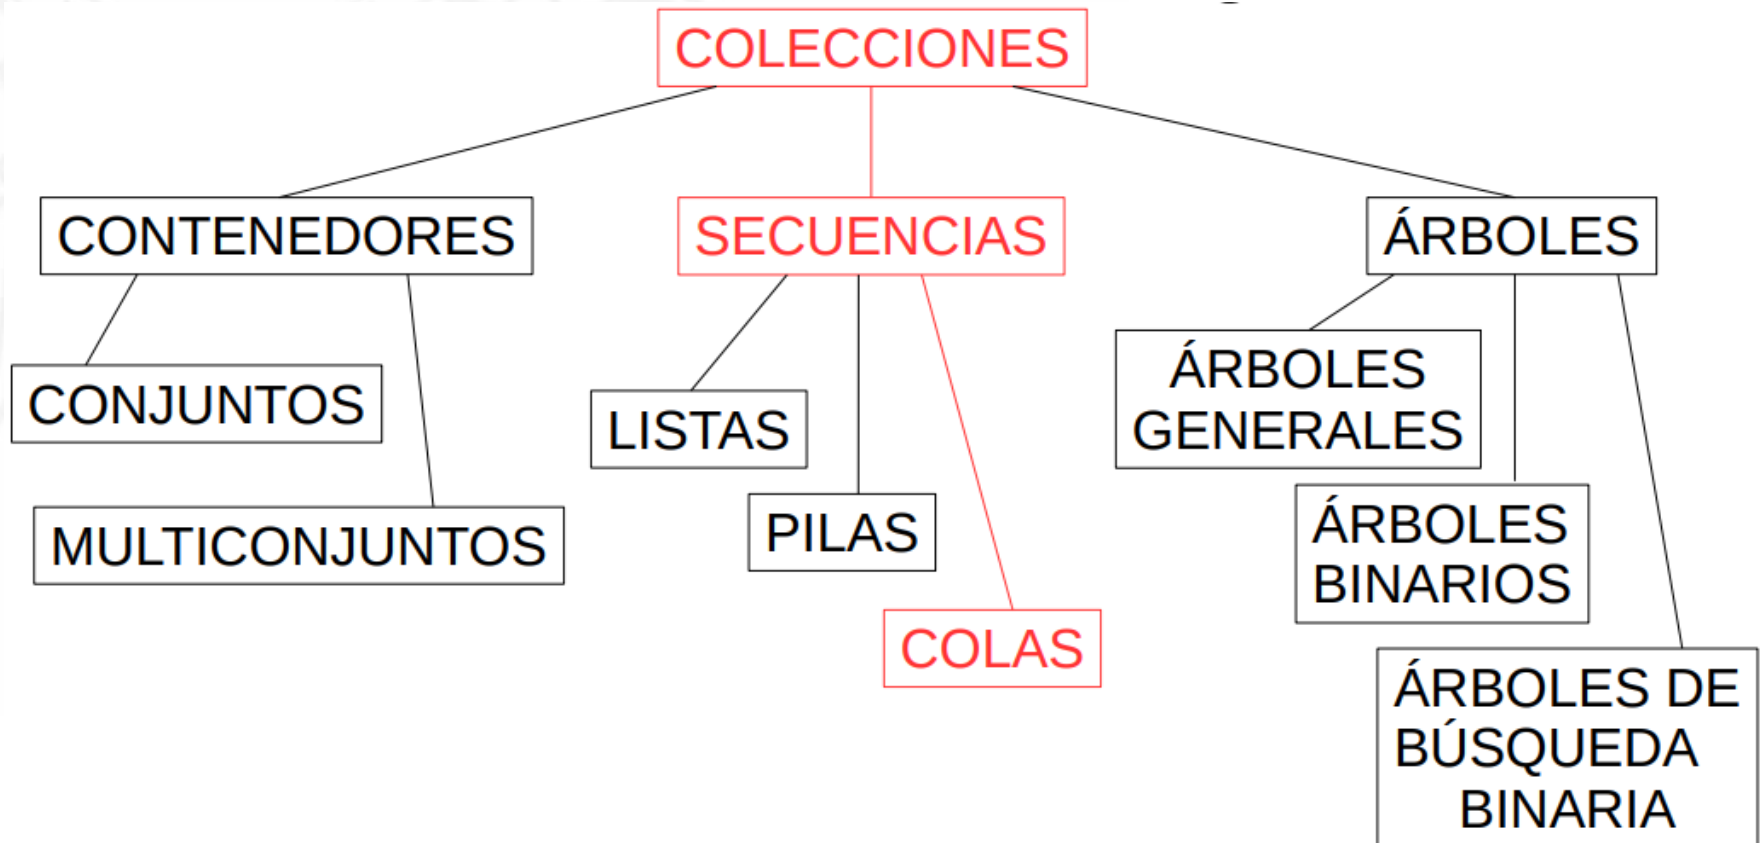 COLECCIONES
CONTENEDORES
SECUENCIAS
ÁRBOLES
CONJUNTOS
MULTICONJUNTOS
LISTAS
PILAS
COLAS
ÁRBOLES
GENERALES
ÁRBOLES
BINARIOS
ÁRBOLES DE
BÚSQUEDA
BINARIA